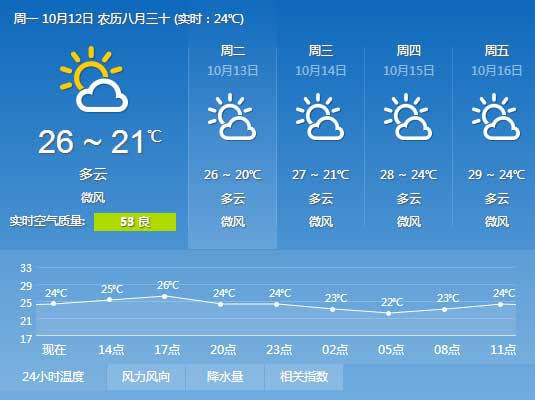 周一 10月12日 农历八月三十 (实时：24℃)
26 ~ 21℃
多云
微风
实时空气质量: 53 良
周二
10月13日
26 ~ 20℃
多云
微风
周三
10月14日
27 ~ 21℃
多云
微风
周四
10月15日
28 ~ 24℃
多云
微风
周五
10月16日
29 ~ 24℃
多云
微风
33
29
25
21
17
24℃ 25℃ 26℃ 24℃ 24℃ 23℃ 22℃ 23℃ 24℃
现在 14点 17点 20点 23点 02点 05点 08点 11点
24小时温度 风力风向 降水量 相关指数